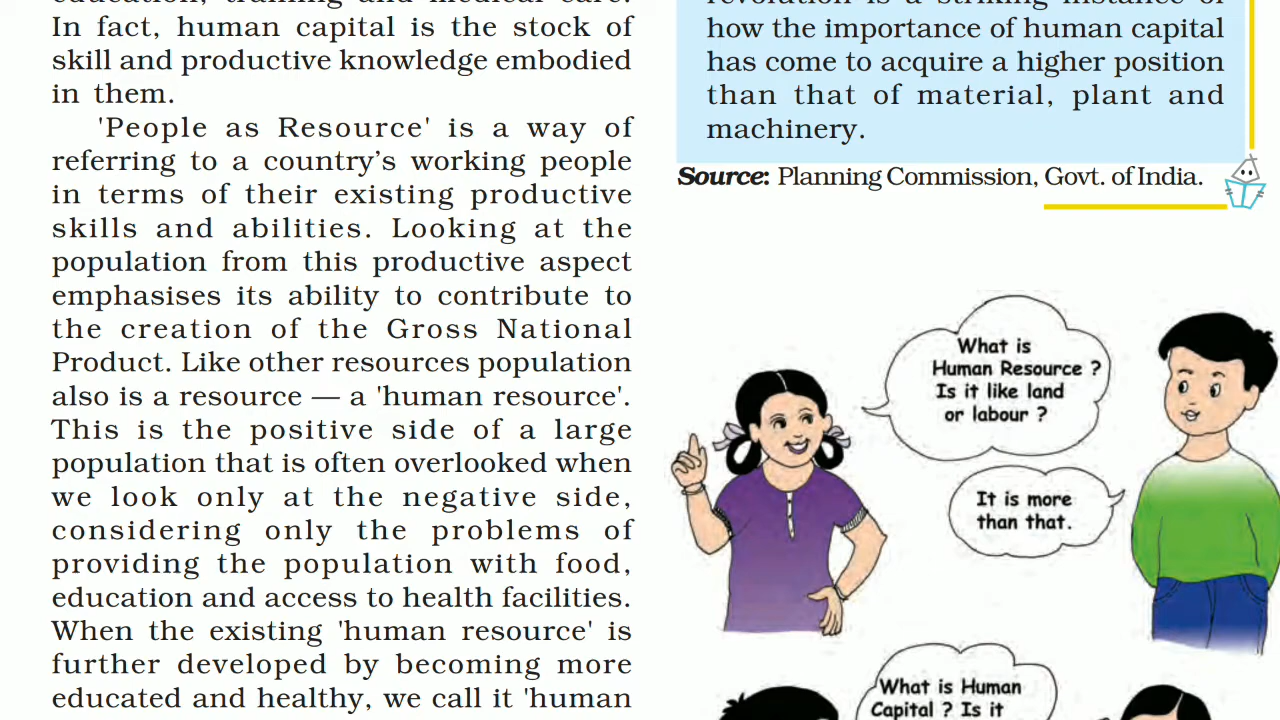 education, training and medical care.
In fact, human capital is the stock of
skill and productive knowledge embodied
in them.
'People as Resource' is a way of
referring to a country’s working people
in terms of their existing productive
skills and abilities. Looking at the
population from this productive aspect
emphasises its ability to contribute to
the creation of the Gross National
Product. Like other resources population
also is a resource — a 'human resource'.
This is the positive side of a large
population that is often overlooked when
we look only at the negative side,
considering only the problems of
providing the population with food,
education and access to health facilities.
When the existing 'human resource' is
further developed by becoming more
educated and healthy, we call it 'human
revolution is a striking instance of
how the importance of human capital
has come to acquire a higher position
than that of material, plant and
machinery.
Source: Planning Commission, Govt. of India.
What is
Human Resource ?
Is it like land
or labour ?
It is more
than that.
What is Human
Capital ? Is it